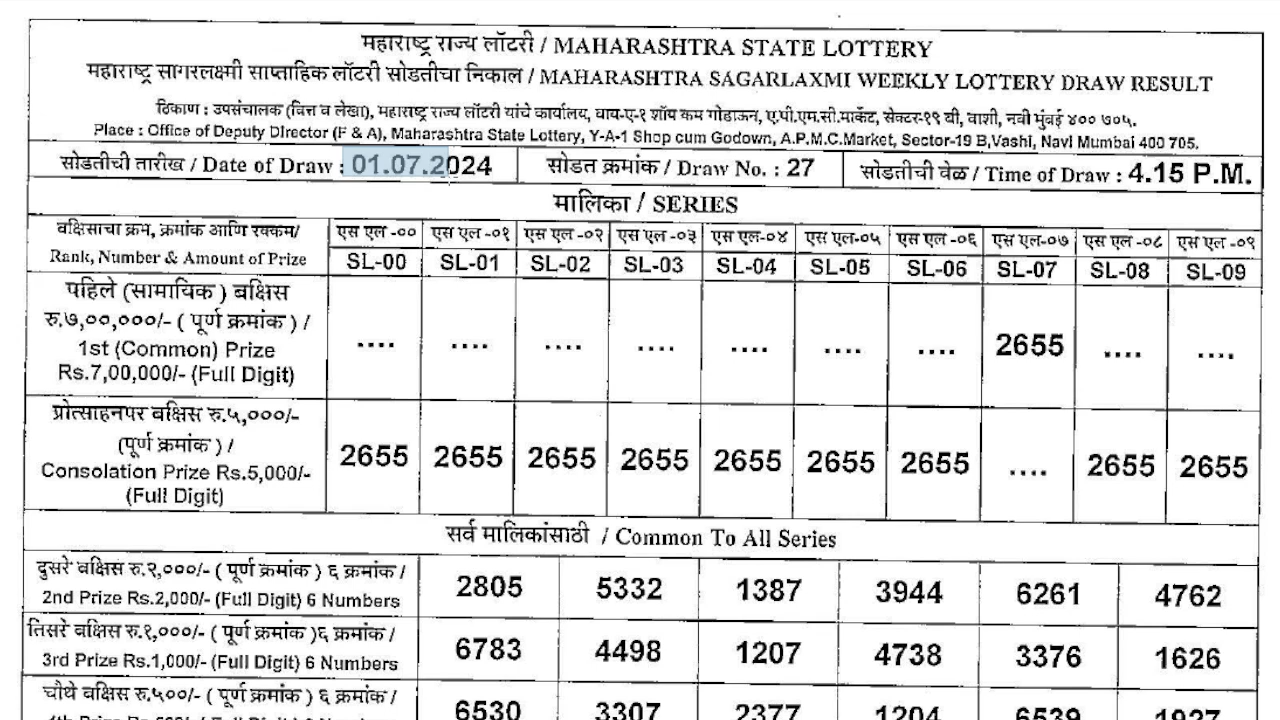 महाराष्ट्र राज्य लॉटरी / MAHARASHTRA STATE LOTTERY
महाराष्ट्र सागरलक्ष्मी साप्ताहिक लॉटरी सोडतीचा निकाल / MAHARASHTRA SAGARLAXMI WEEKLY LOTTERY DRAW RESULT
ठिकाण : उपसंचालक (वित्त व लेखा), महाराष्ट्र राज्य लॉटरी यांचे कार्यालय, वाय-ए-१ शॉप कम गोडाऊन, ए.पी.एम.सी.मार्केट, सेक्टर-१९ बी, वाशी, नवी मुंबई ४०० ७०५.
Place : Office of Deputy Director (F & A), Maharashtra State Lottery, Y-A-1 Shop cum Godown, A.P.M.C.Market, Sector-19 B,Vashi, Navi Mumbai 400 705.
सोडतीची तारीख / Date of Draw : 01.07.2024 सोडत क्रमांक / Draw No. : 27 सोडतीची वेळ / Time of Draw : 4.15 P.M.
मालिका / SERIES
बक्षिसाचा क्रम, क्रमांक आणि रक्कम/ एस एल -०० एस एल -०१ एस एल -०२ एस एल -०३ एस एल-०४ एस एल-०५ एस एल -०६ एस एल-०७ एस एल -०८ एस एल -०९
Rank, Number & Amount of Prize SL-00 SL-01 SL-02 SL-03 SL-04 SL-05 SL-06 SL-07 SL-08 SL-09
पहिले (सामायिक ) बक्षिस
रु.७,००,०००/- ( पूर्ण क्रमांक ) /
1st (Common) Prize .... .... .... .... .... .... .... 2655 .... ....
Rs.7,00,000/- (Full Digit)
प्रोत्साहनपर बक्षिस रु.५,०००/-
(पूर्ण क्रमांक ) /
Consolation Prize Rs.5,000/- 2655 2655 2655 2655 2655 2655 2655 .... 2655 2655
(Full Digit)
सर्व मालिकांसाठी / Common To All Series
दुसरे बक्षिस रु.२,०००/- ( पूर्ण क्रमांक ) ६ क्रमांक /
2nd Prize Rs.2,000/- (Full Digit) 6 Numbers 2805 5332 1387 3944 6261 4762
तिसरे बक्षिस रु.१,०००/- ( पूर्ण क्रमांक )६ क्रमांक /
3rd Prize Rs.1,000/- (Full Digit) 6 Numbers 6783 4498 1207 4738 3376 1626
चौथे बक्षिस रु.५००/- ( पूर्ण क्रमांक ) ६ क्रमांक /
6530 3307 2377 1204 6539 1927